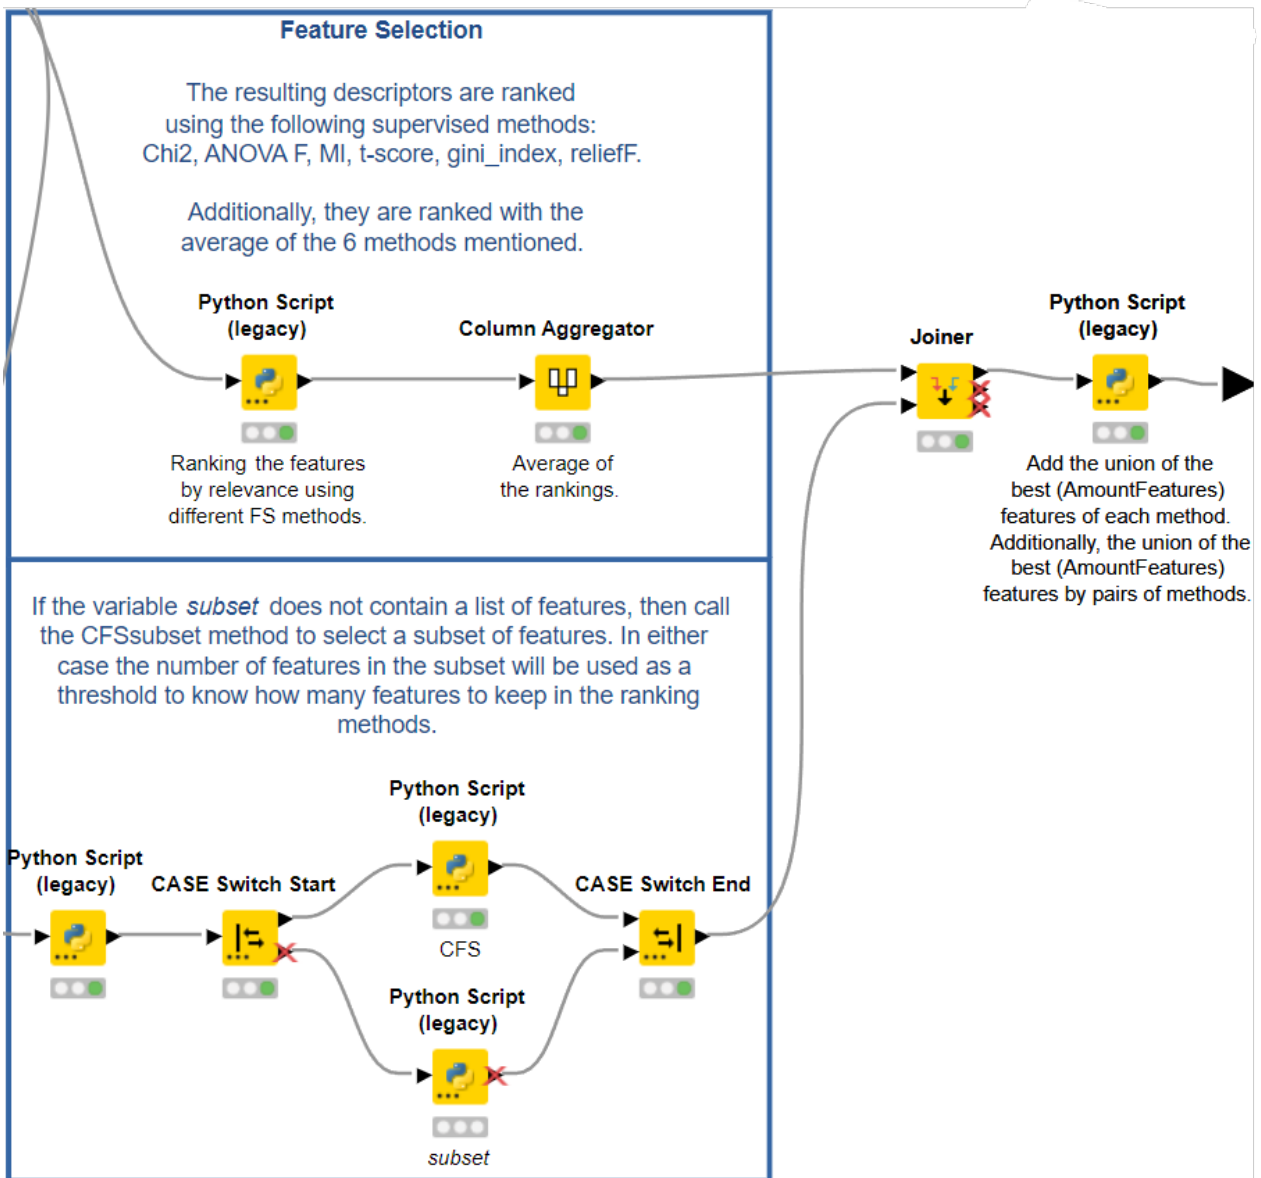 Feature Selection
The resulting descriptors are ranked
using the following supervised methods:
Chi2, ANOVA F, MI, t-score, gini_index, reliefF.
Additionally, they are ranked with the
average of the 6 methods mentioned.
Python Script
(legacy)
Column Aggregator
Joiner
Python Script
(legacy)
Ranking the features
by relevance using
different FS methods.
Average of
the rankings.
Add the union of the
best (AmountFeatures)
features of each method.
Additionally, the union of the
best (AmountFeatures)
features by pairs of methods.
If the variable subset does not contain a list of features, then call
the CFSsubset method to select a subset of features. In either
case the number of features in the subset will be used as a
threshold to know how many features to keep in the ranking
methods.
Python Script
(legacy)
CASE Switch Start
Python Script
(legacy)
CFS
CASE Switch End
Python Script
(legacy)
subset